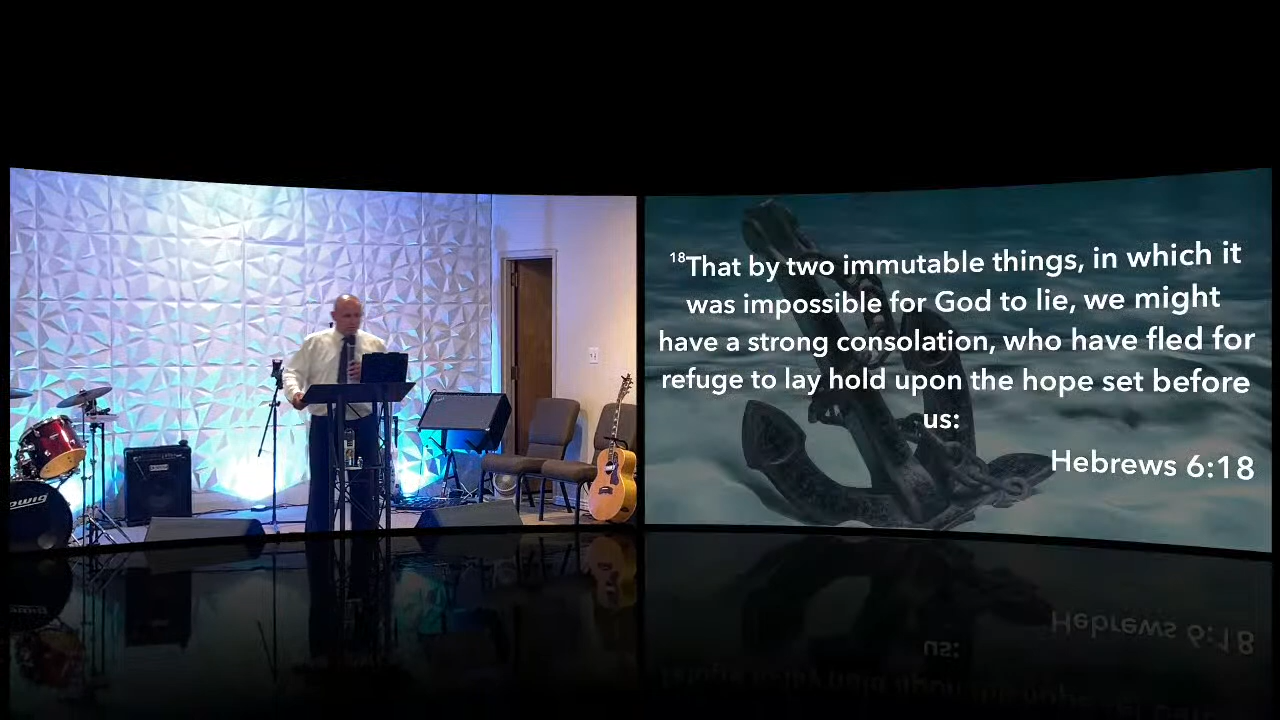 18That by two immutable things, in which it
was impossible for God to lie, we might
have a strong consolation, who have fled for
refuge to lay hold upon the hope set before
us:
Hebrews 6:18